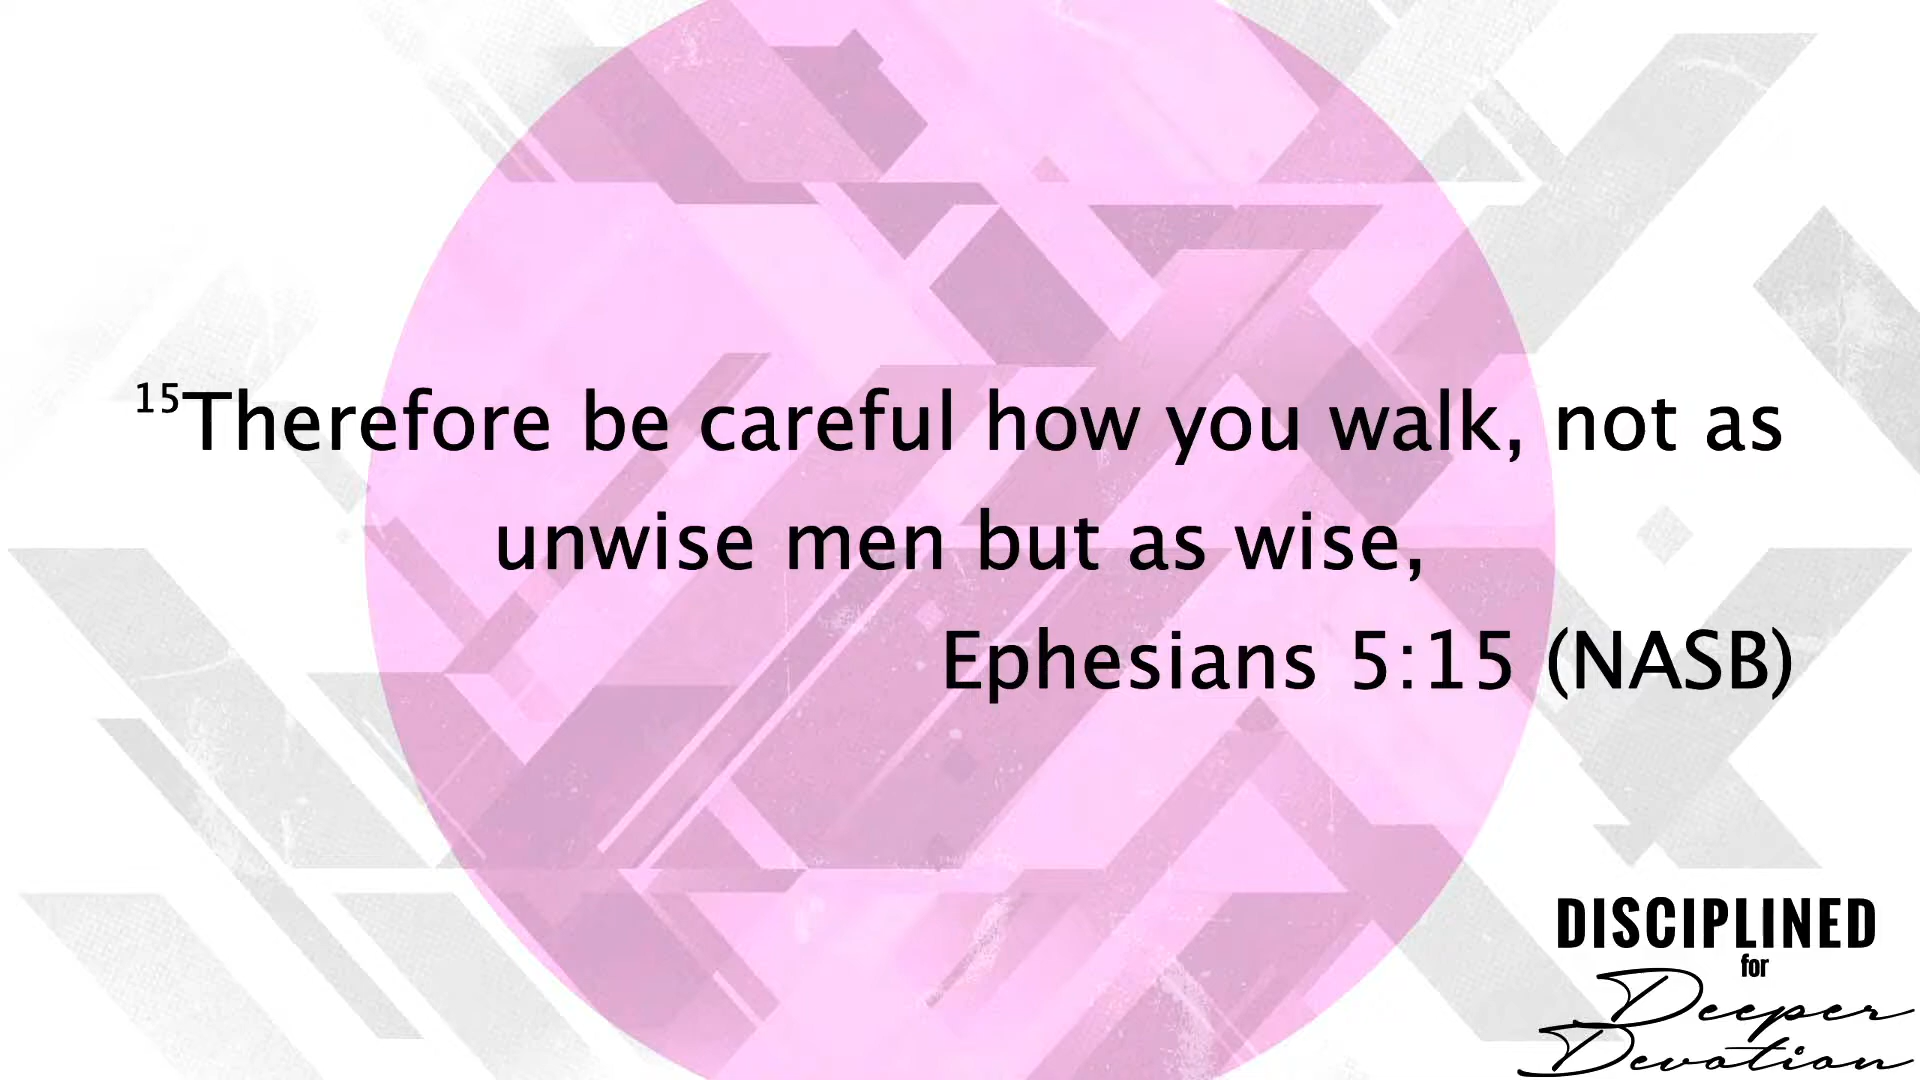 15Therefore be careful how you walk, not as
unwise men but as wise,
Ephesians 5:15 (NASB)
DISCIPLINED
for
Deeper
Devotion